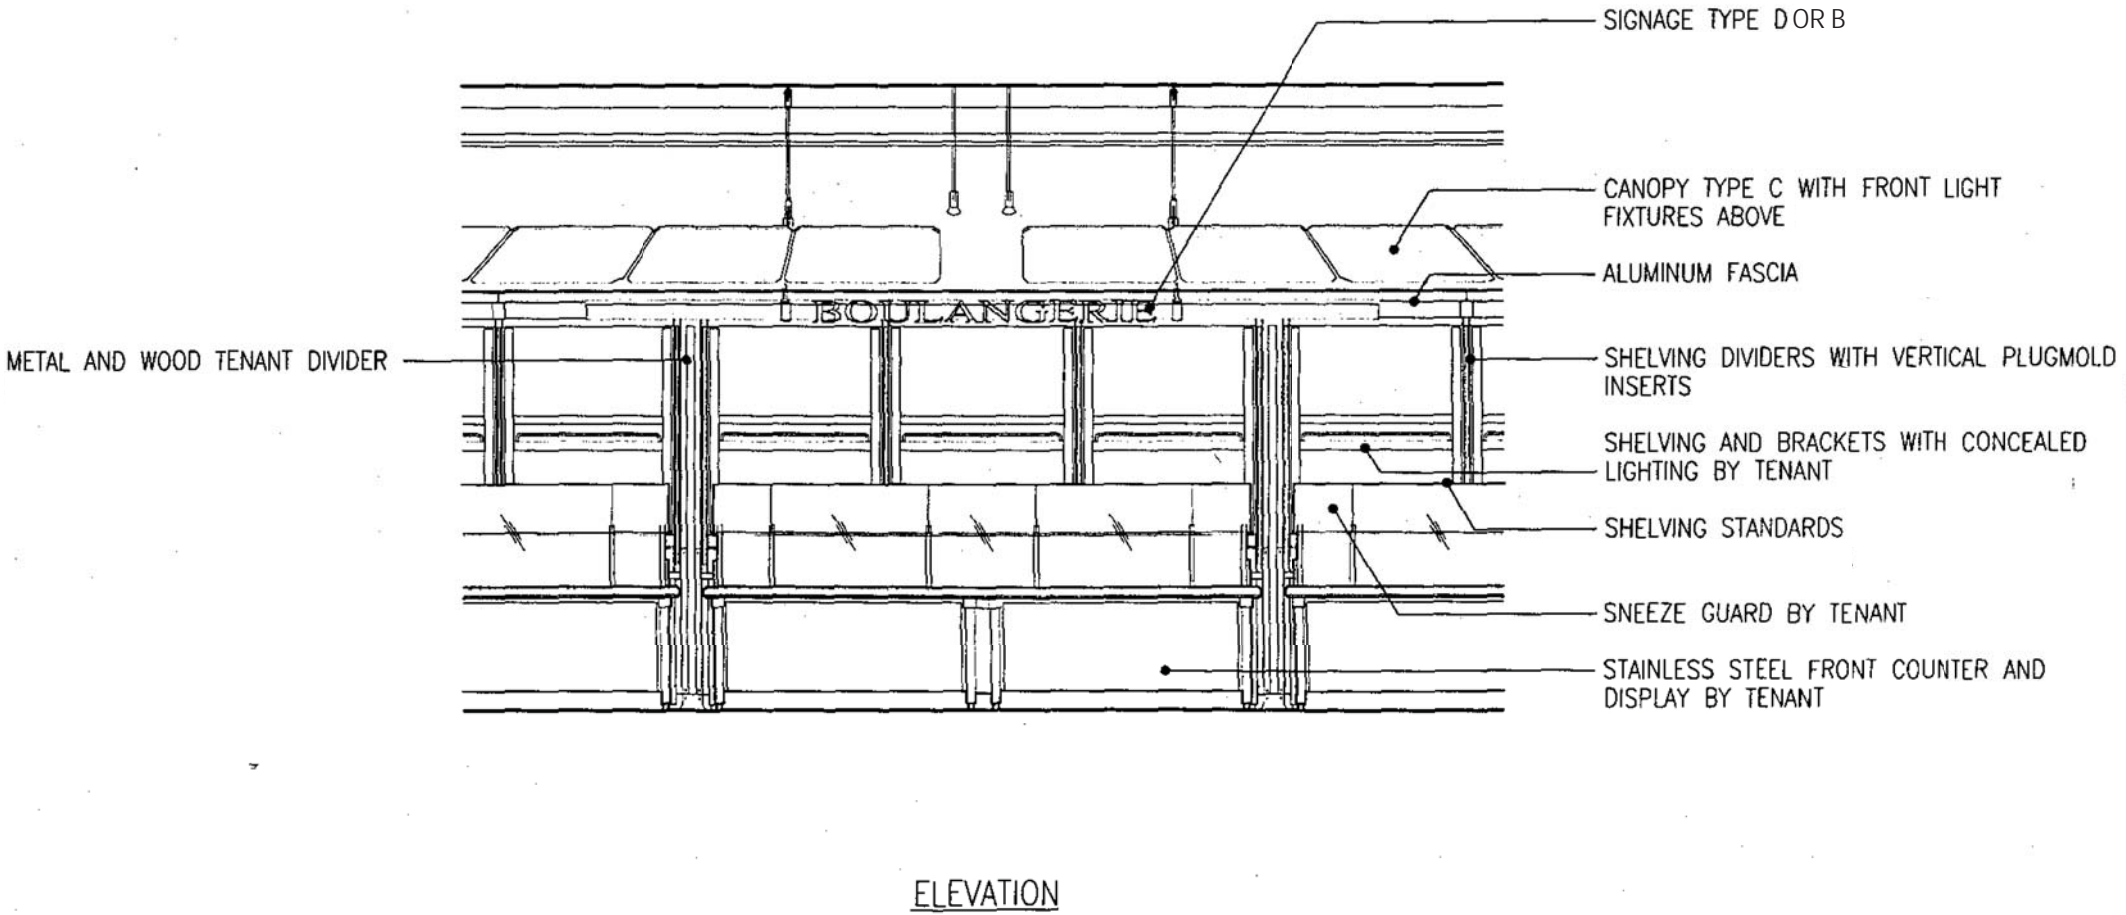 SIGNAGE TYPE D OR B
CANOPY TYPE C WITH FRONT LIGHT
FIXTURES ABOVE
ALUMINUM FASCIA
BOULANGERIE
METAL AND WOOD TENANT DIVIDER
SHELVING DIVIDERS WITH VERTICAL PLUGMOLD
INSERTS
SHELVING AND BRACKETS WITH CONCEALED
LIGHTING BY TENANT
SHELVING STANDARDS
SNEEZE GUARD BY TENANT
STAINLESS STEEL FRONT COUNTER AND
DISPLAY BY TENANT
ELEVATION